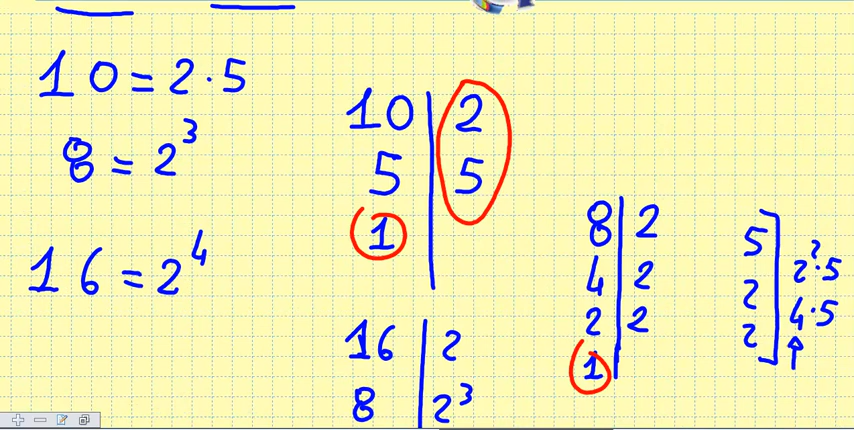 10 = 2 · 5
8 = 2³
16 = 2⁴
10 | 2
5 | 5
1 |
16 | 2
8 | 2³
8 | 2
4 | 2
2 | 2
1 |
5 ] 2² · 5
2 ] 4 · 5
2 ] ↑